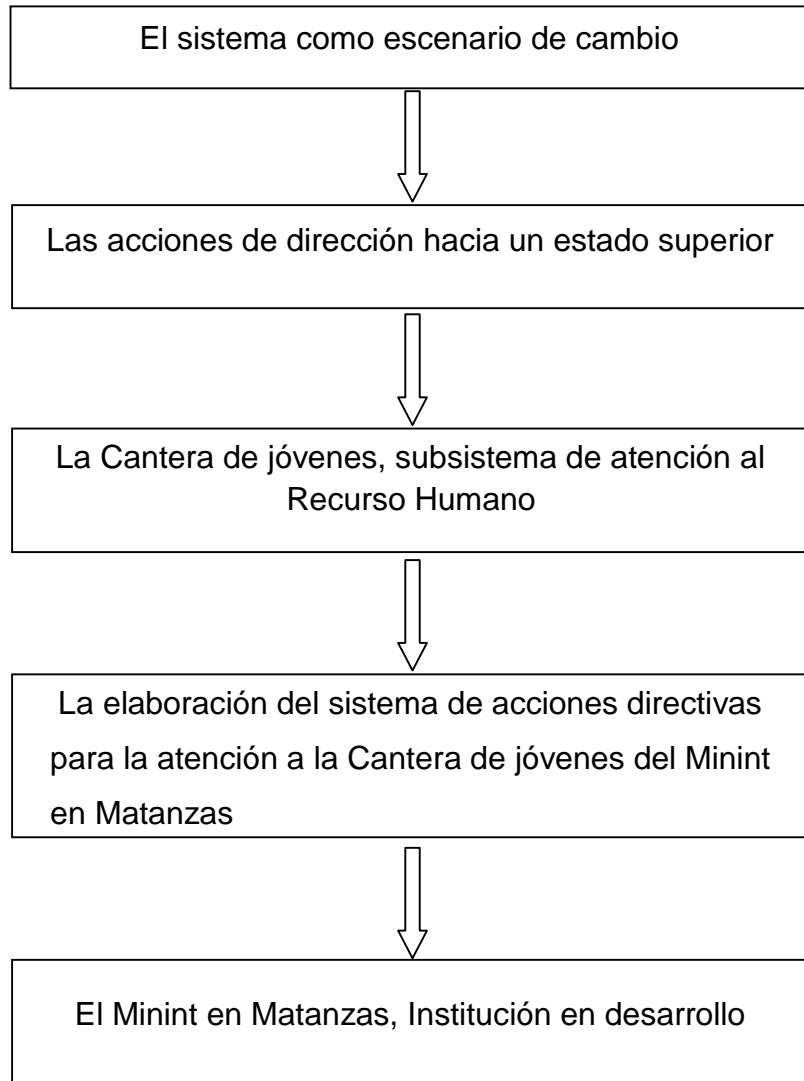 El sistema como escenario de cambio
Las acciones de dirección hacia un estado superior
La Cantera de jóvenes, subsistema de atención al
Recurso Humano
La elaboración del sistema de acciones directivas
para la atención a la Cantera de jóvenes del Minint
en Matanzas
El Minint en Matanzas, Institución en desarrollo